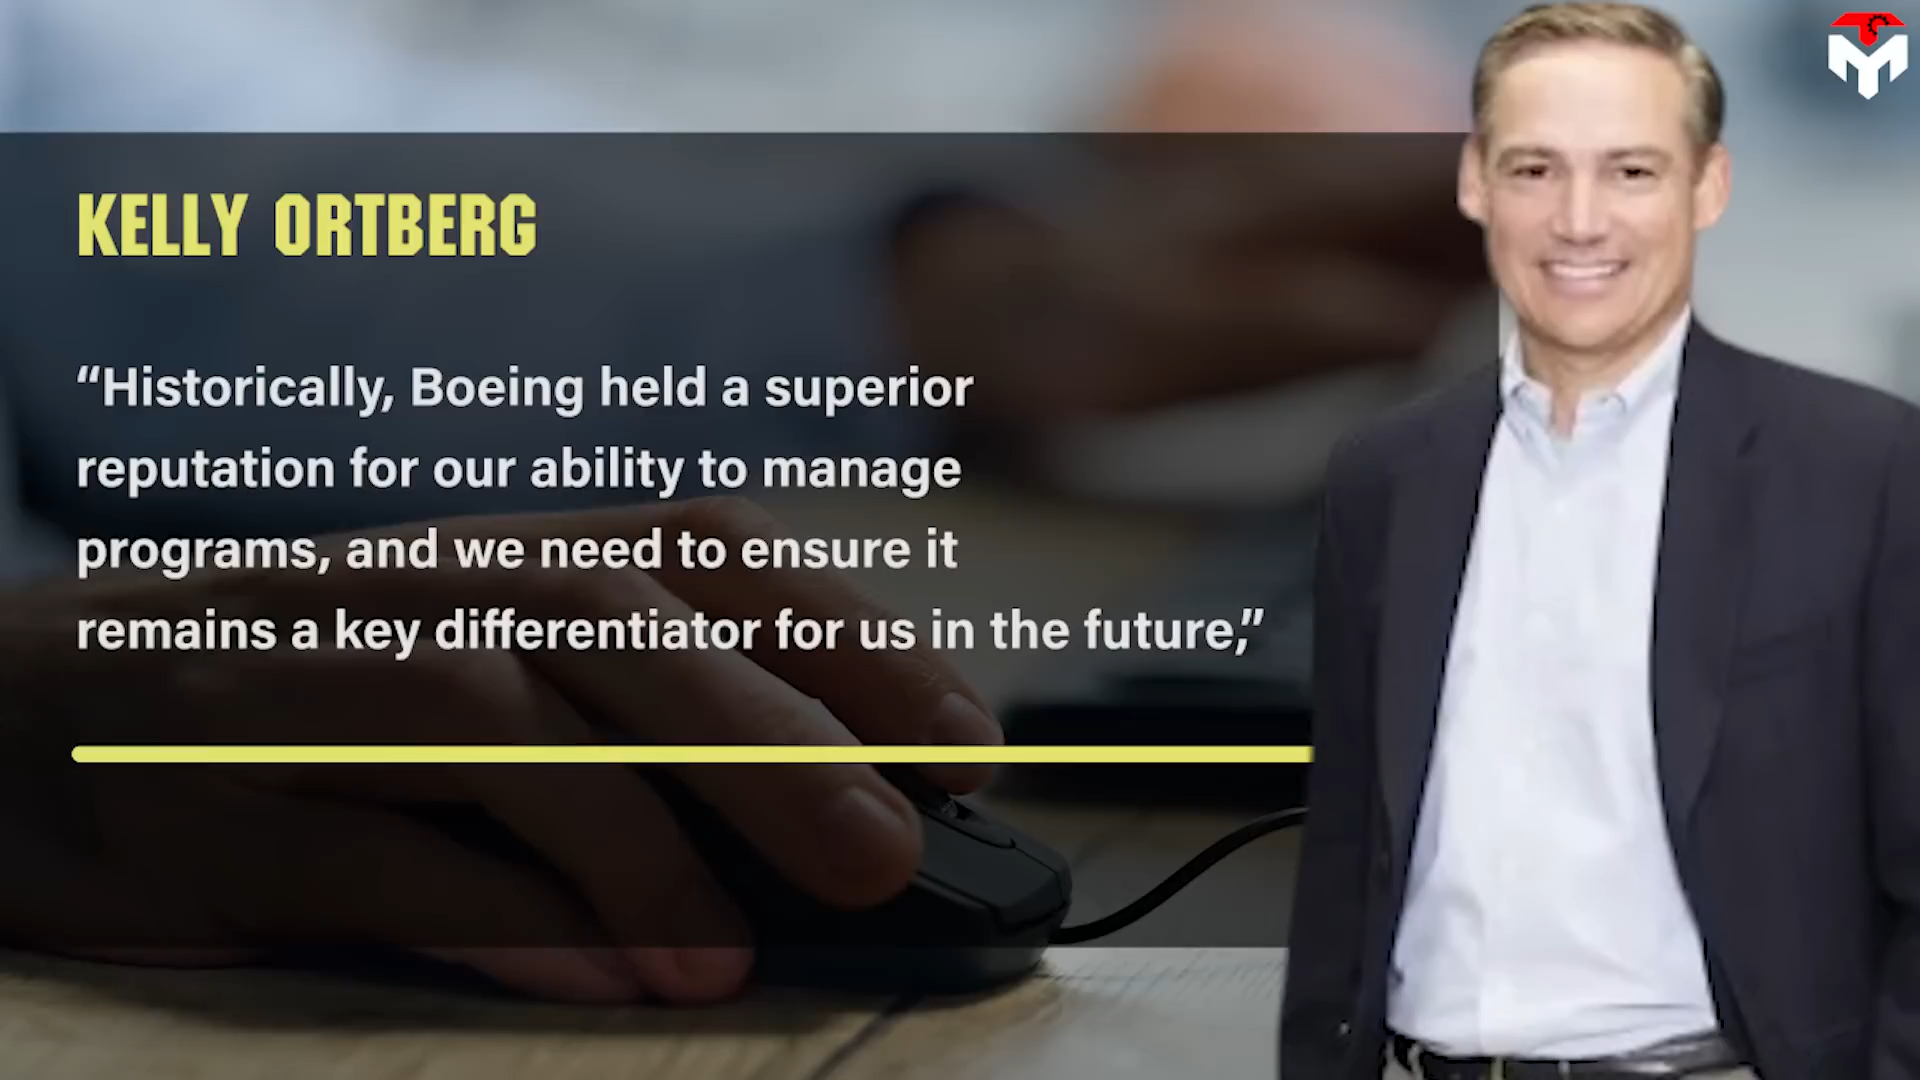 KELLY ORTBERG
“Historically, Boeing held a superior
reputation for our ability to manage
programs, and we need to ensure it
remains a key differentiator for us in the future,”